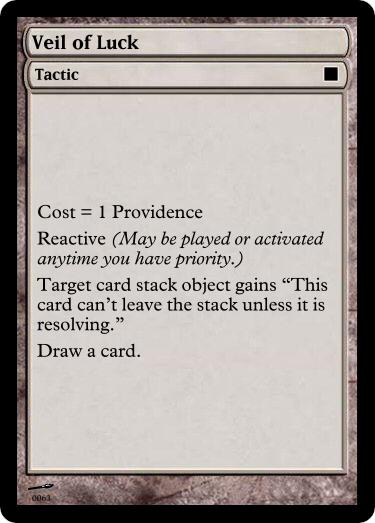 Veil of Luck
Tactic
Cost = 1 Providence
Reactive (May be played or activated
anytime you have priority.)
Target card stack object gains “This
card can’t leave the stack unless it is
resolving.”
Draw a card.
0063